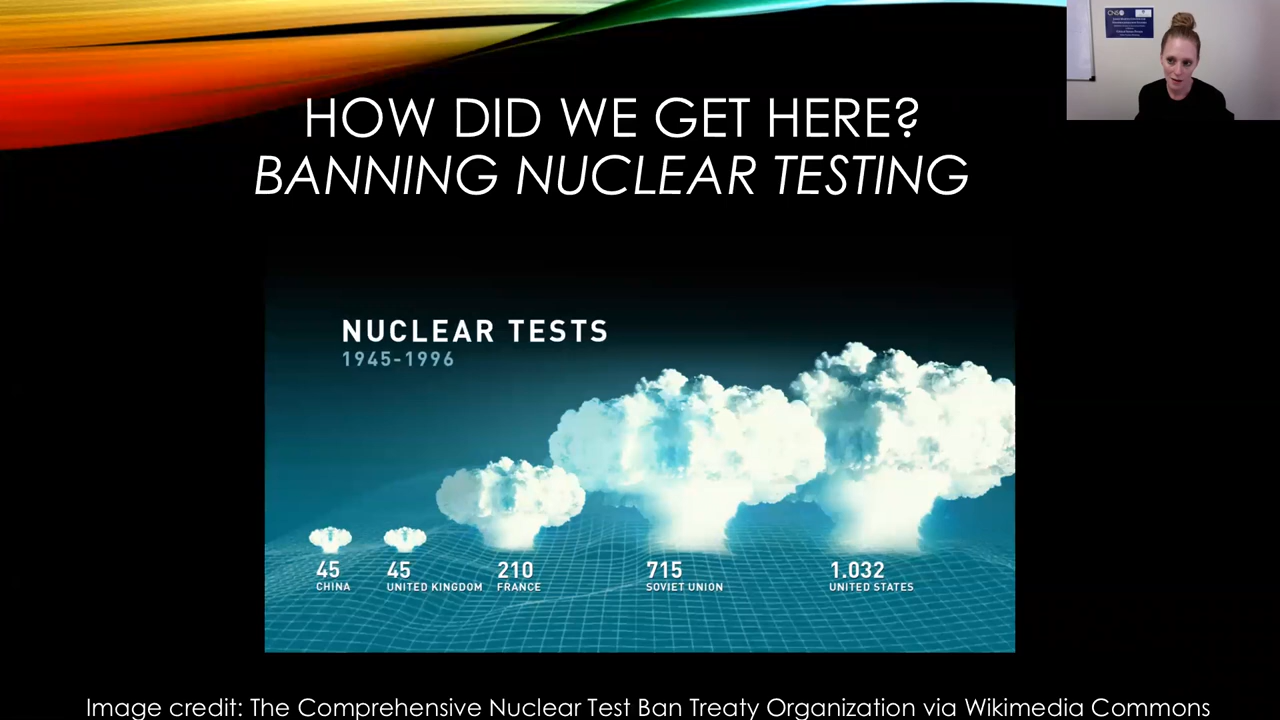 HOW DID WE GET HERE?
BANNING NUCLEAR TESTING
NUCLEAR TESTS
1945-1996
45
CHINA
45
UNITED KINGDOM
210
FRANCE
715
SOVIET UNION
1.032
UNITED STATES
Image credit: The Comprehensive Nuclear Test Ban Treaty Organization via Wikimedia Commons